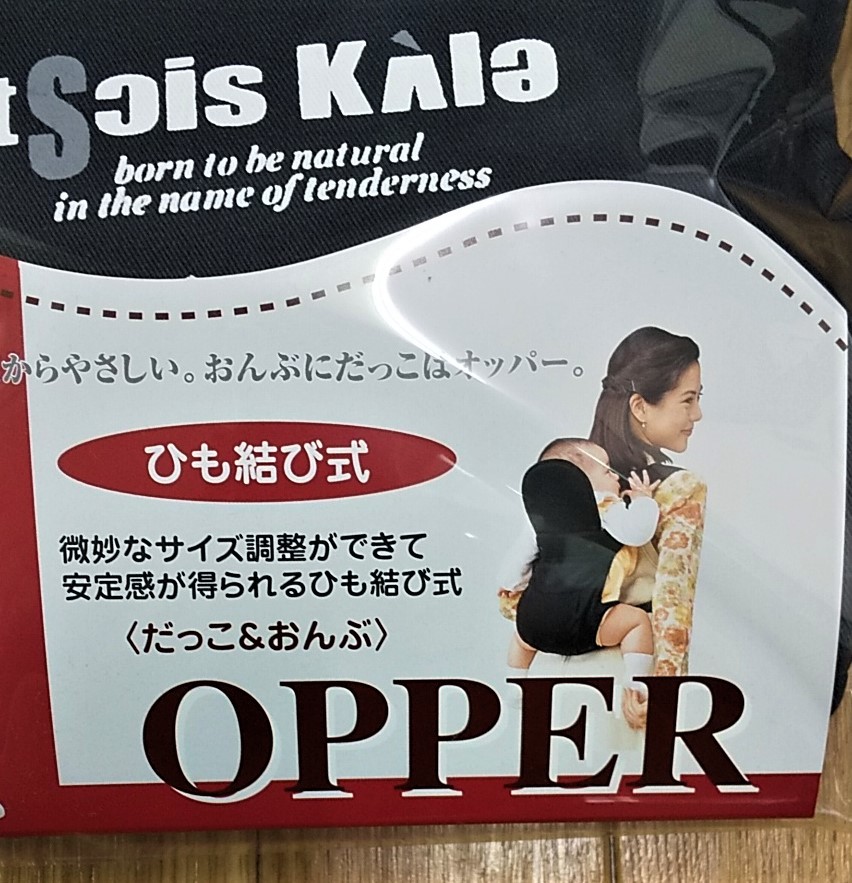 tSɔis KÀlə
born to be natural
in the name of tenderness
からやさしい。おんぶにだっこはオッパー。
ひも結び式
微妙なサイズ調整ができて
安定感が得られるひも結び式
〈だっこ&おんぶ〉
OPPER